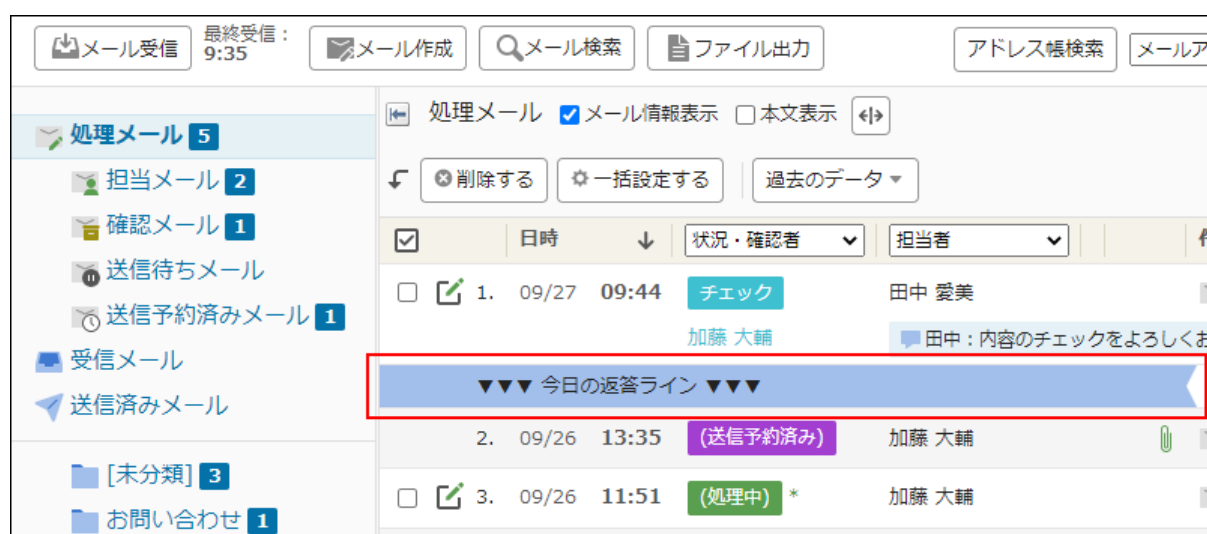 メール受信 最終受信： 9:35 メール作成 メール検索 ファイル出力 アドレス帳検索 メールア
処理メール 5
担当メール 2
確認メール 1
送信待ちメール
送信予約済みメール 1
受信メール
送信済みメール
[未分類] 3
お問い合わせ 1
処理メール メール情報表示 本文表示
削除する 一括設定する 過去のデータ ▼
日時 ↓ 状況・確認者 担当者
1. 09/27 09:44 チェック 田中 愛美
加藤 大輔 田中：内容のチェックをよろしくお
▼▼▼ 今日の返答ライン ▼▼▼
2. 09/26 13:35 (送信予約済み) 加藤 大輔
3. 09/26 11:51 (処理中) * 加藤 大輔